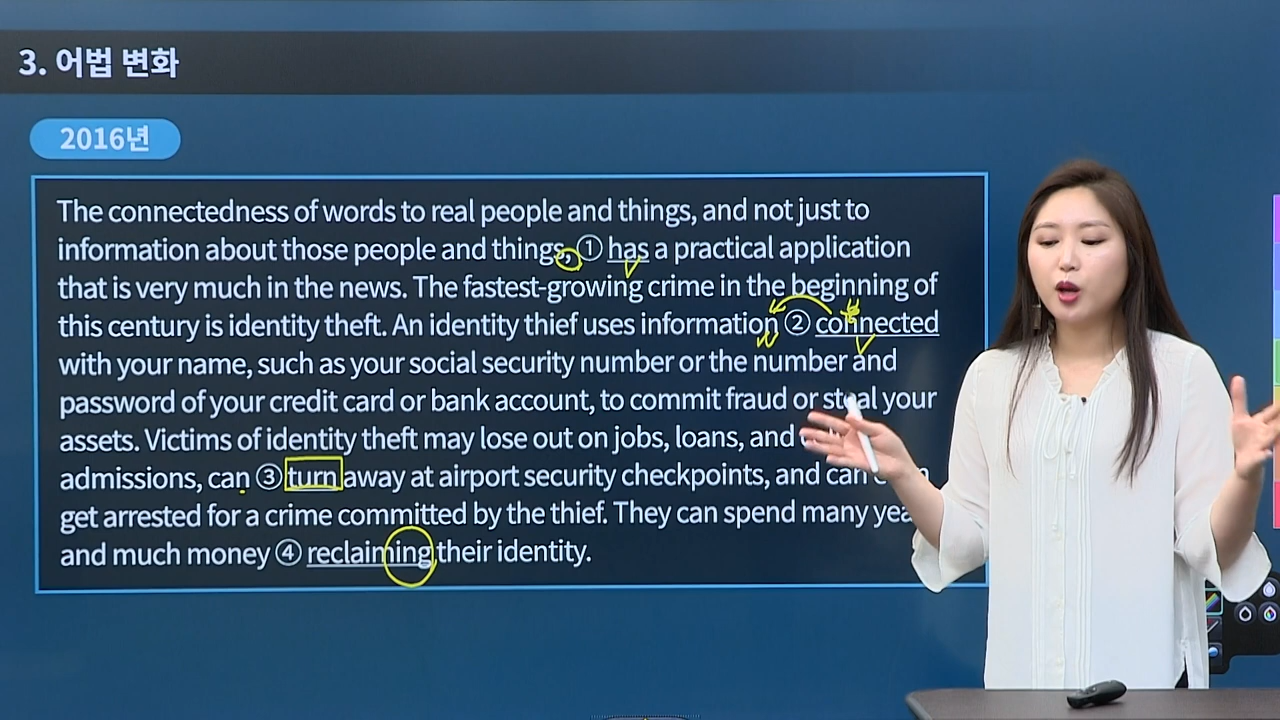 3. 어법 변화
2016년
The connectedness of words to real people and things, and not just to
information about those people and things, ① has a practical application
that is very much in the news. The fastest-growing crime in the beginning of
this century is identity theft. An identity thief uses information ② connected
with your name, such as your social security number or the number and
password of your credit card or bank account, to commit fraud or steal your
assets. Victims of identity theft may lose out on jobs, loans, and
admissions, can ③ turn away at airport security checkpoints, and can
get arrested for a crime committed by the thief. They can spend many
and much money ④ reclaiming their identity.